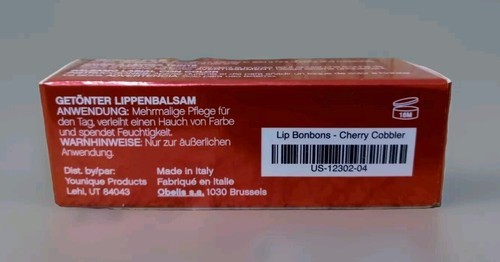 GETÖNTER LIPPENBALSAM
ANWENDUNG: Mehrmalige Pflege für
den Tag, verleiht einen Hauch von Farbe
und spendet Feuchtigkeit.
WARNHINWEISE: Nur zur äußerlichen
Anwendung.
Dist. by/par:
Younique Products
Lehi, UT 84043
Made in Italy
Fabriqué en Italie
Obelis s.a. 1030 Brussels
18M
Lip Bonbons - Cherry Cobbler
US-12302-04